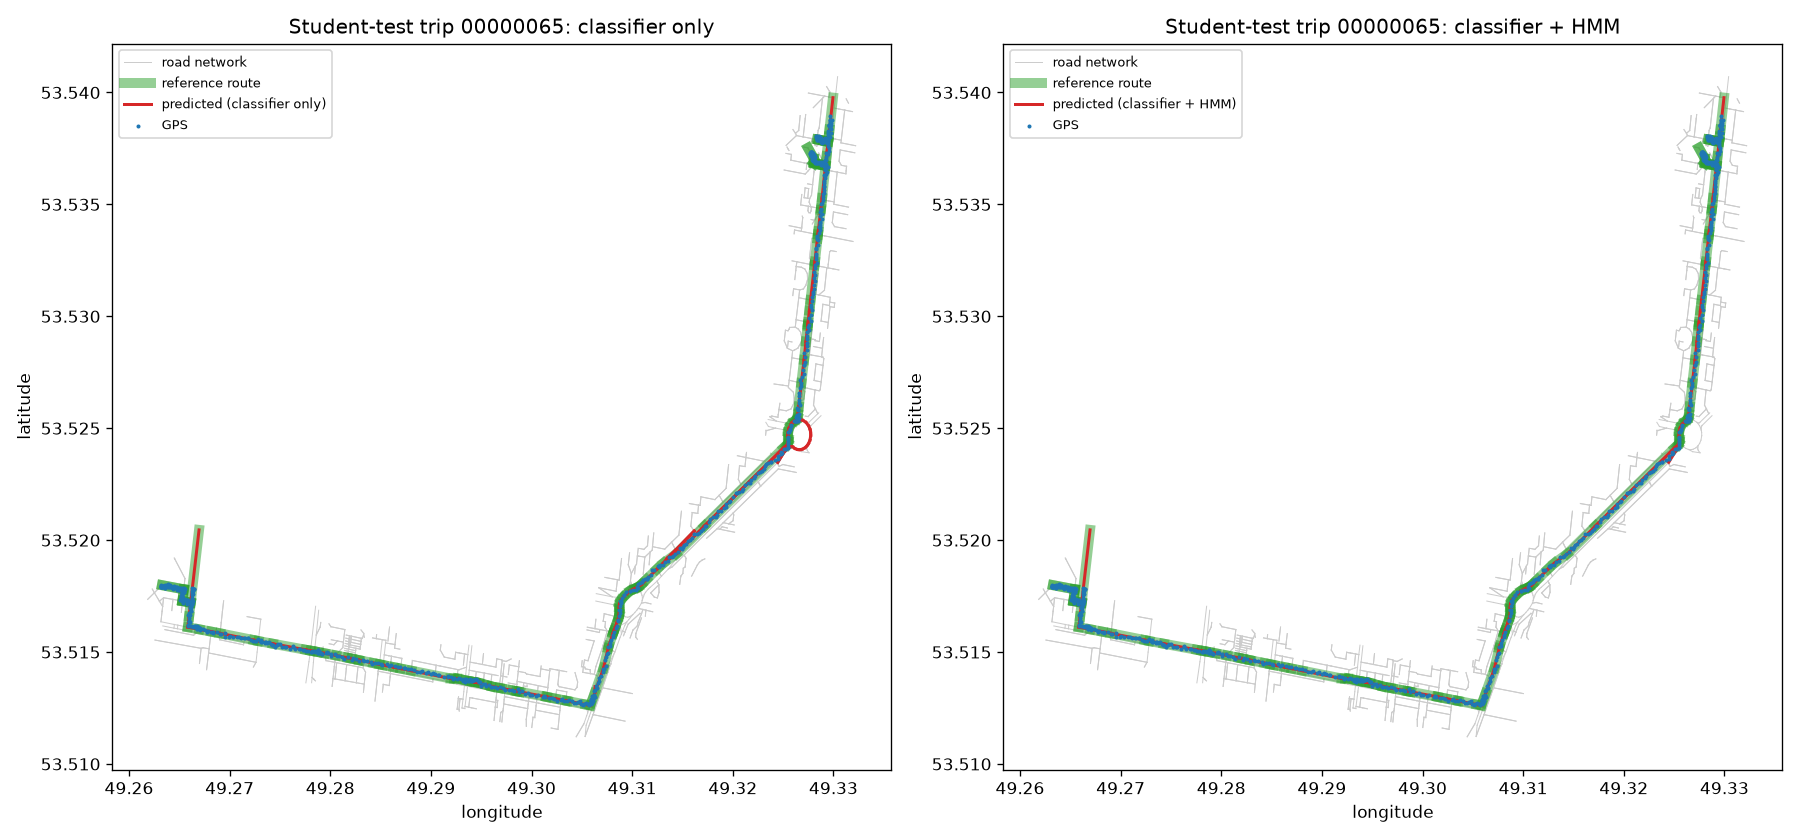 Student-test trip 00000065: classifier only
road network
reference route
predicted (classifier only)
GPS
53.540
53.535
53.530
53.525
53.520
53.515
53.510
latitude
49.26 49.27 49.28 49.29 49.30 49.31 49.32 49.33
longitude
Student-test trip 00000065: classifier + HMM
road network
reference route
predicted (classifier + HMM)
GPS
53.540
53.535
53.530
53.525
53.520
53.515
53.510
latitude
49.26 49.27 49.28 49.29 49.30 49.31 49.32 49.33
longitude